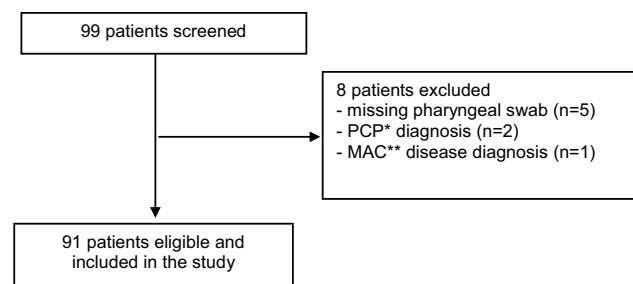 99 patients screened
8 patients excluded
- missing pharyngeal swab (n=5)
- PCP* diagnosis (n=2)
- MAC** disease diagnosis (n=1)
91 patients eligible and
included in the study